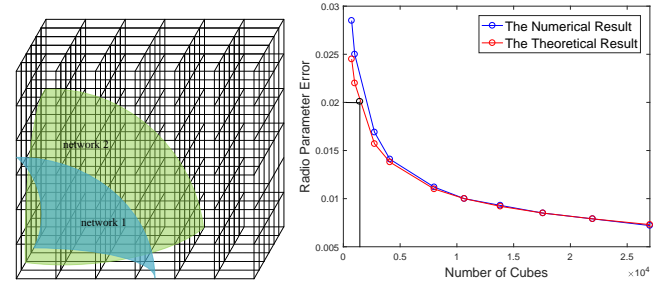 network 2
network 1
Radio Parameter Error
0.03
0.025
0.02
0.015
0.01
0.005
The Numerical Result
The Theoretical Result
0 0.5 1 1.5 2 2.5
×10⁴
Number of Cubes